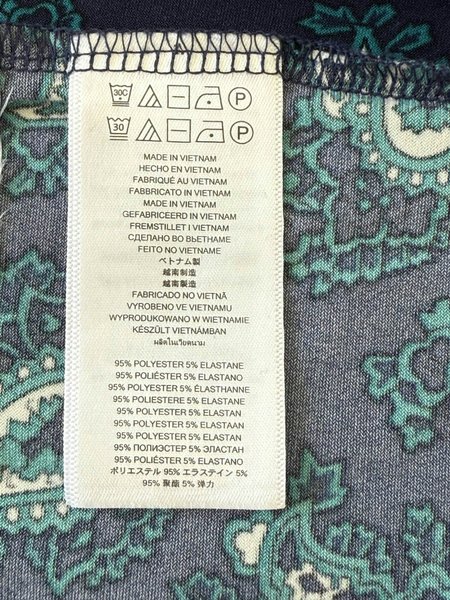 30C P
30 P
MADE IN VIETNAM
HECHO EN VIETNAM
FABRIQUÉ AU VIETNAM
FABBRICATO IN VIETNAM
MADE IN VIETNAM
GEFABRICEERD IN VIETNAM
FREMSTILLET I VIETNAM
СДЕЛАНО ВО ВЬЕТНАМЕ
FEITO NO VIETNAME
ベトナム製
越南制造
越南製造
FABRICADO NO VIETNÃ
VYROBENO VE VIETNAMU
WYPRODUKOWANO W WIETNAMIE
KÉSZÜLT VIETNÁMBAN
ผลิตในเวียดนาม
95% POLYESTER 5% ELASTANE
95% POLIÉSTER 5% ELASTANO
95% POLYESTER 5% ÉLASTHANNE
95% POLIESTERE 5% ELASTANE
95% POLYESTER 5% ELASTAN
95% POLYESTER 5% ELASTAAN
95% POLYESTER 5% ELASTAN
95% ПОЛИЭСТЕР 5% ЭЛАСТАН
95% POLIÉSTER 5% ELASTANO
ポリエステル 95% エラステイン 5%
95% 聚酯 5% 弹力